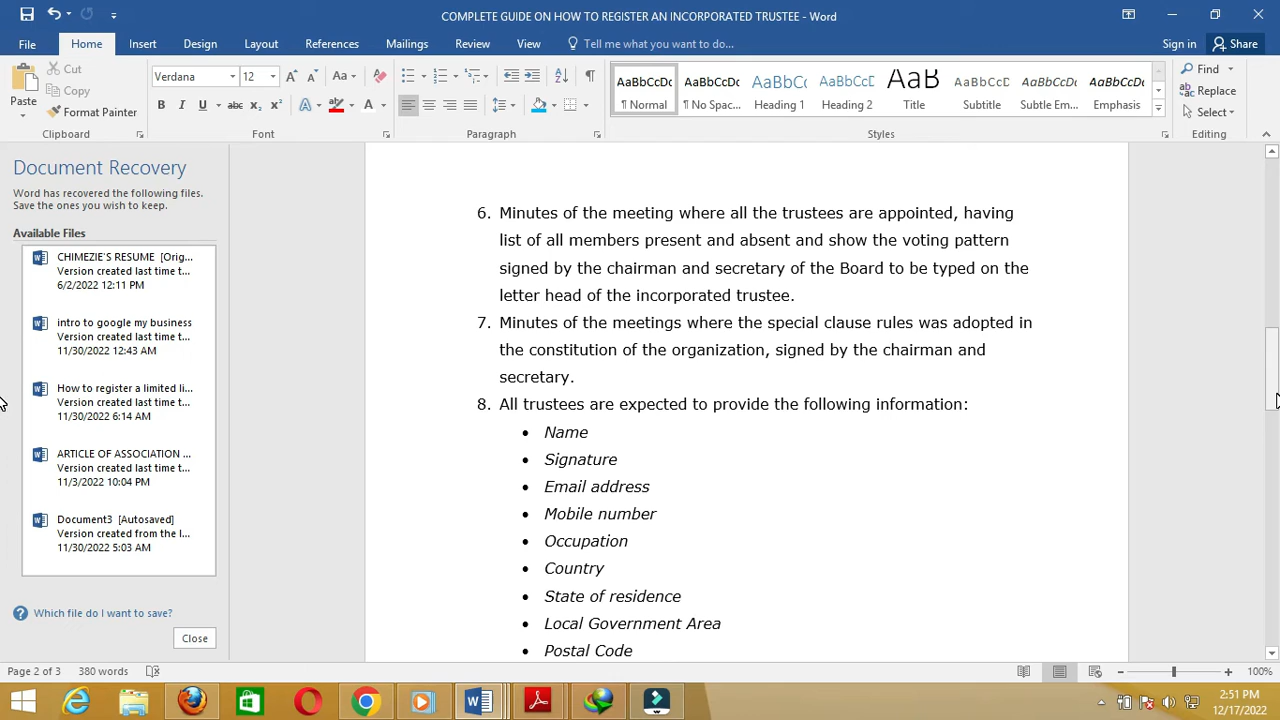 COMPLETE GUIDE ON HOW TO REGISTER AN INCORPORATED TRUSTEE - Word
File Home Insert Design Layout References Mailings Review View Tell me what you want to do... Sign in Share
Paste
Cut
Copy
Format Painter
Clipboard
Verdana 12 Aa
B I U abc x₂ x² A A
Font
Paragraph
AaBbCcDc AaBbCcDc AaBbCc AaBbCcC AaB AaBbCcDc AaBbCcDc AaBbCcDc
¶ Normal ¶ No Spac... Heading 1 Heading 2 Title Subtitle Subtle Em... Emphasis
Styles
Find
Replace
Select
Editing
Document Recovery
Word has recovered the following files.
Save the ones you wish to keep.
Available Files
CHIMEZIE'S RESUME [Orig...
Version created last time t...
6/2/2022 12:11 PM
intro to google my business
Version created last time t...
11/30/2022 12:43 AM
How to register a limited li...
Version created last time t...
11/30/2022 6:14 AM
ARTICLE OF ASSOCIATION ...
Version created last time t...
11/3/2022 10:04 PM
Document3 [Autosaved]
Version created from the l...
11/30/2022 5:03 AM
Which file do I want to save?
Close
6. Minutes of the meeting where all the trustees are appointed, having
list of all members present and absent and show the voting pattern
signed by the chairman and secretary of the Board to be typed on the
letter head of the incorporated trustee.
7. Minutes of the meetings where the special clause rules was adopted in
the constitution of the organization, signed by the chairman and
secretary.
8. All trustees are expected to provide the following information:
• Name
• Signature
• Email address
• Mobile number
• Occupation
• Country
• State of residence
• Local Government Area
• Postal Code
Page 2 of 3 380 words 100%
2:51 PM
12/17/2022